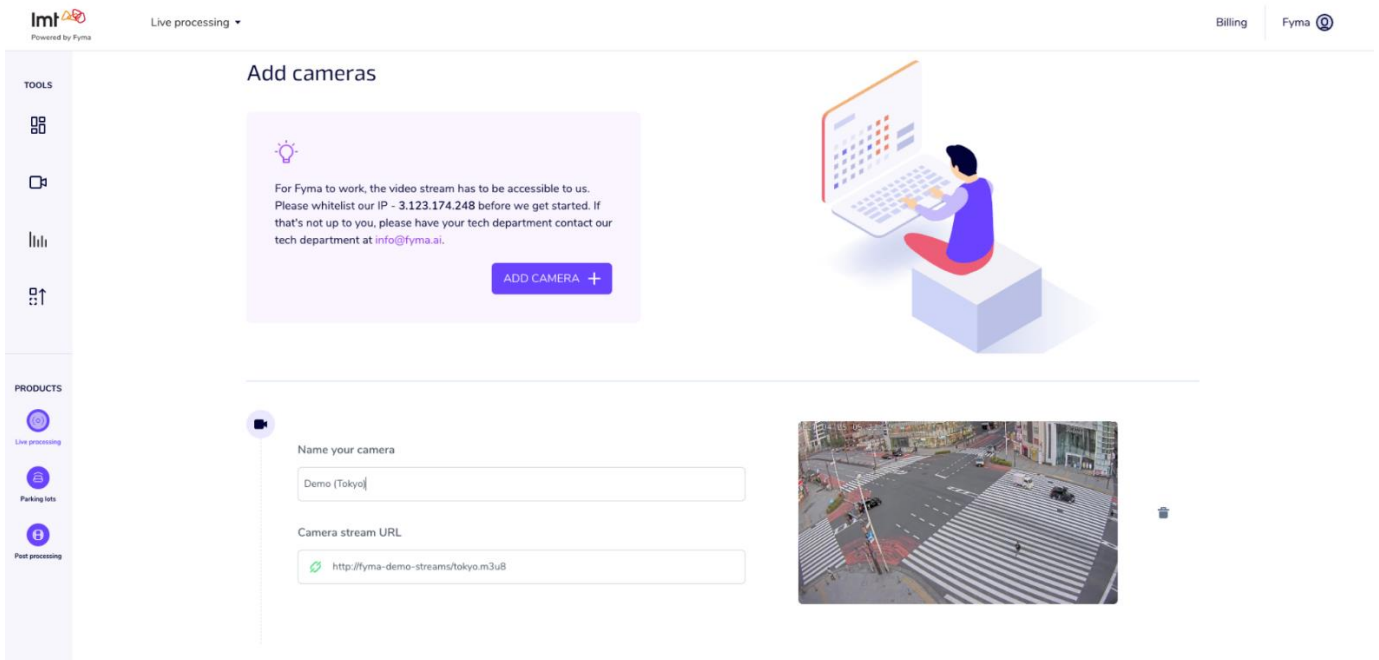 lmt
Powered by Fyma
Live processing
Billing
Fyma
TOOLS
PRODUCTS
Live processing
Parking lots
Post processing
Add cameras
For Fyma to work, the video stream has to be accessible to us.
Please whitelist our IP - 3.123.174.248 before we get started. If
that's not up to you, please have your tech department contact our
tech department at info@fyma.ai.
ADD CAMERA +
Name your camera
Demo (Tokyo)
Camera stream URL
http://fyma-demo-streams/tokyo.m3u8